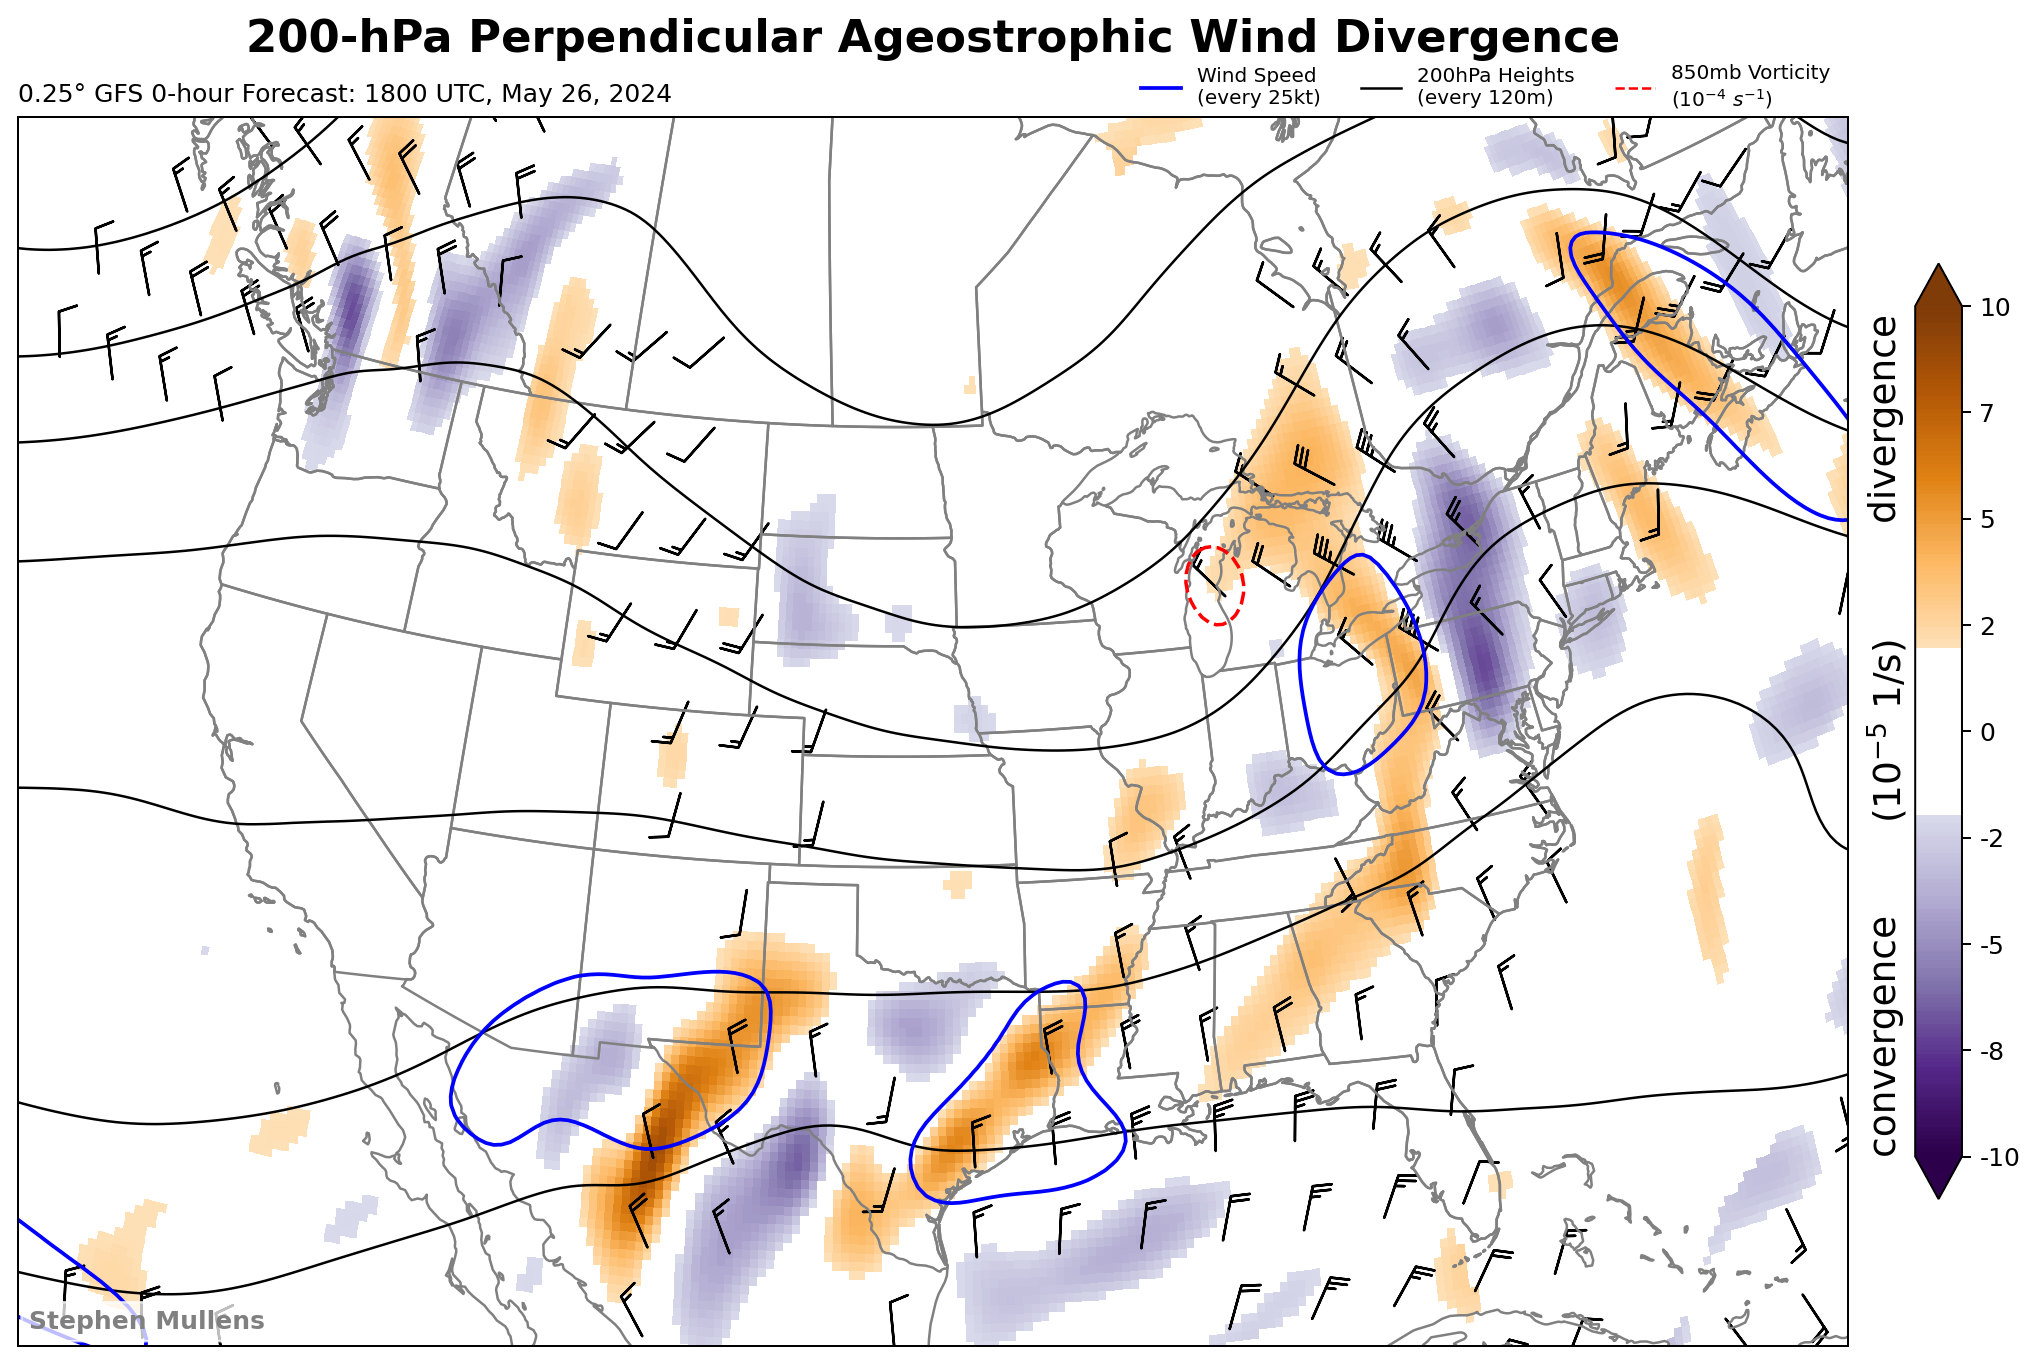 200-hPa Perpendicular Ageostrophic Wind Divergence
0.25° GFS 0-hour Forecast: 1800 UTC, May 26, 2024
Wind Speed
(every 25kt)
200hPa Heights
(every 120m)
850mb Vorticity
(10⁻⁴ s⁻¹)
10
7
5
2
0
-2
-5
-8
-10
convergence (10⁻⁵ 1/s) divergence
Stephen Mullens